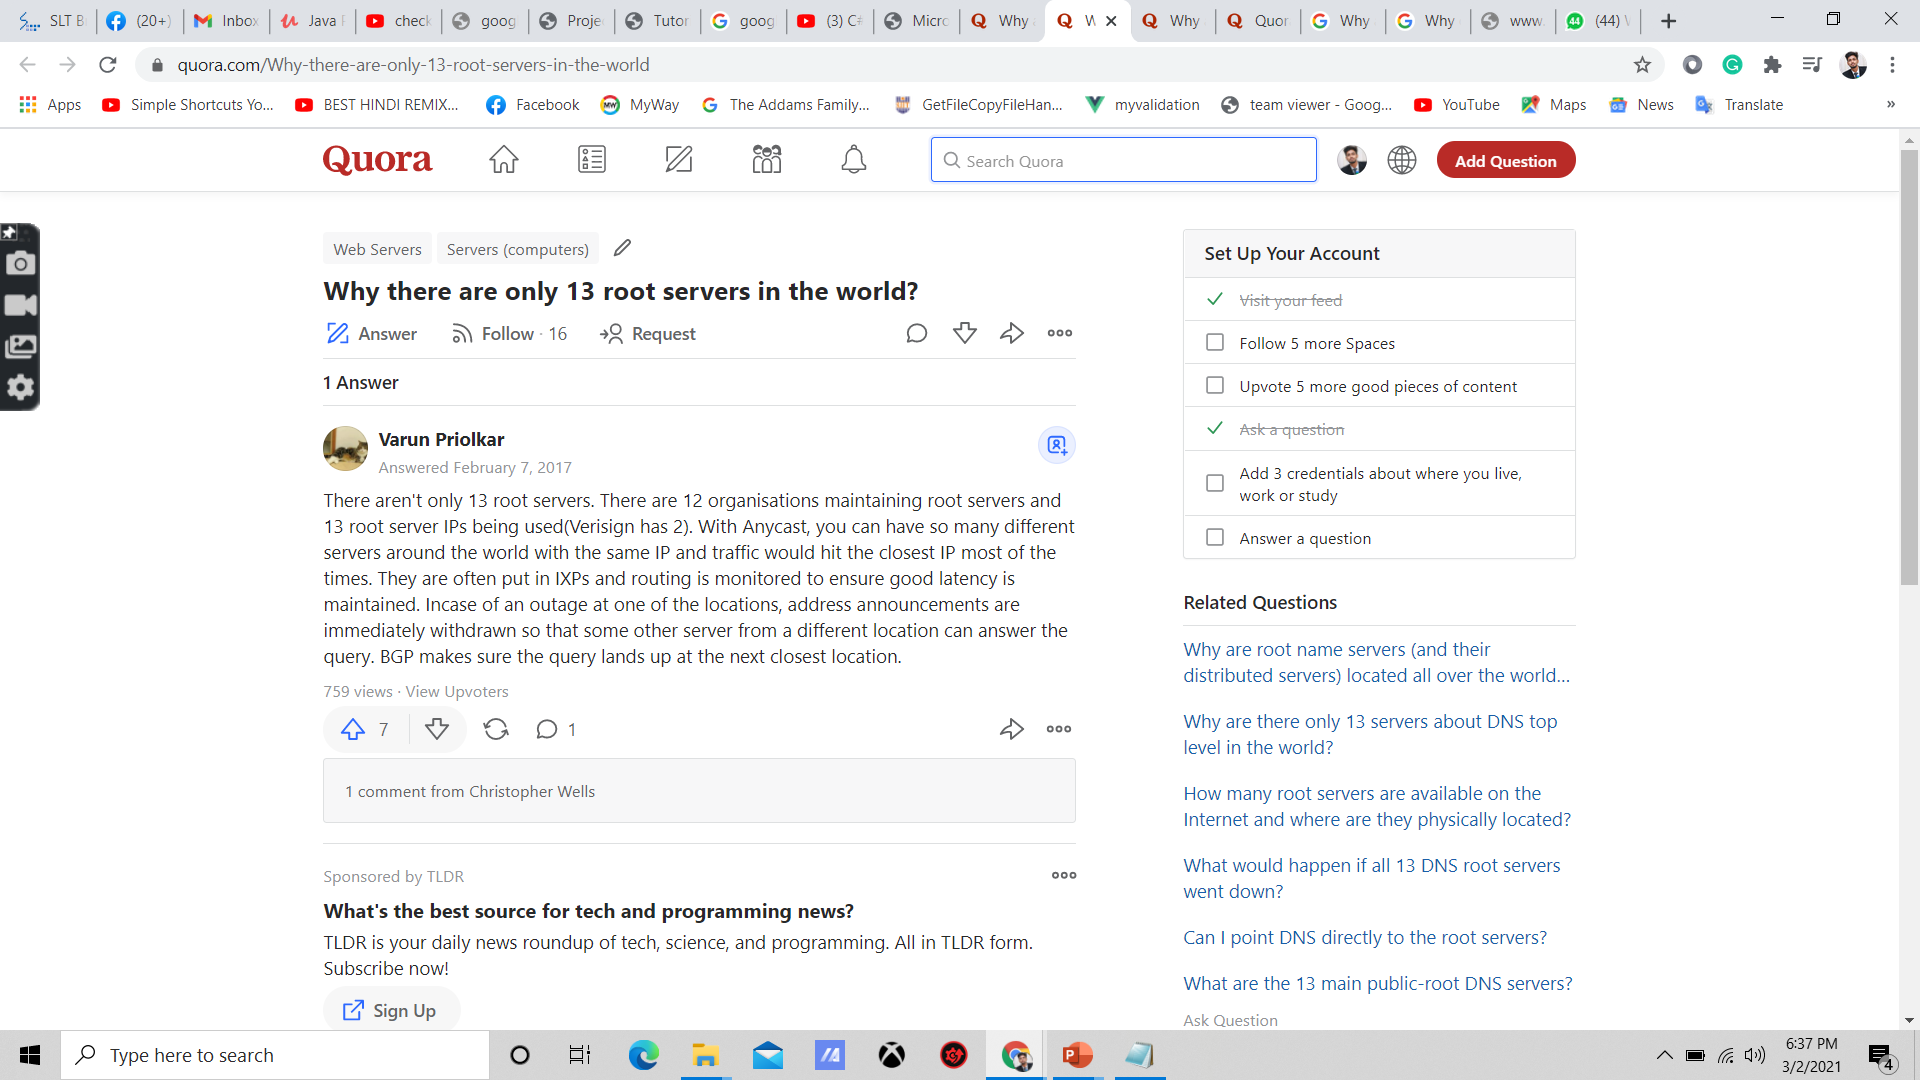 SLT B
(20+)
Inbox
Java F
check
goog
Proje
Tutor
goog
(3) C#
Micro
Why
W
Why
Quor
Why
Why
www.
44
(44) \
quora.com/Why-there-are-only-13-root-servers-in-the-world
Apps
Simple Shortcuts Yo...
BEST HINDI REMIX...
Facebook
MyWay
The Addams Family...
GetFileCopyFileHan...
myvalidation
team viewer - Goog...
YouTube
Maps
News
Translate
»
Quora
Search Quora
Add Question
Web Servers
Servers (computers)
Why there are only 13 root servers in the world?
Answer
Follow · 16
Request
1 Answer
Varun Priolkar
Answered February 7, 2017
There aren't only 13 root servers. There are 12 organisations maintaining root servers and
13 root server IPs being used(Verisign has 2). With Anycast, you can have so many different
servers around the world with the same IP and traffic would hit the closest IP most of the
times. They are often put in IXPs and routing is monitored to ensure good latency is
maintained. Incase of an outage at one of the locations, address announcements are
immediately withdrawn so that some other server from a different location can answer the
query. BGP makes sure the query lands up at the next closest location.
759 views · View Upvoters
7
1
1 comment from Christopher Wells
Sponsored by TLDR
What's the best source for tech and programming news?
TLDR is your daily news roundup of tech, science, and programming. All in TLDR form.
Subscribe now!
Sign Up
Set Up Your Account
Visit your feed
Follow 5 more Spaces
Upvote 5 more good pieces of content
Ask a question
Add 3 credentials about where you live,
work or study
Answer a question
Related Questions
Why are root name servers (and their
distributed servers) located all over the world...
Why are there only 13 servers about DNS top
level in the world?
How many root servers are available on the
Internet and where are they physically located?
What would happen if all 13 DNS root servers
went down?
Can I point DNS directly to the root servers?
What are the 13 main public-root DNS servers?
Ask Question
Type here to search
6:37 PM
3/2/2021
4